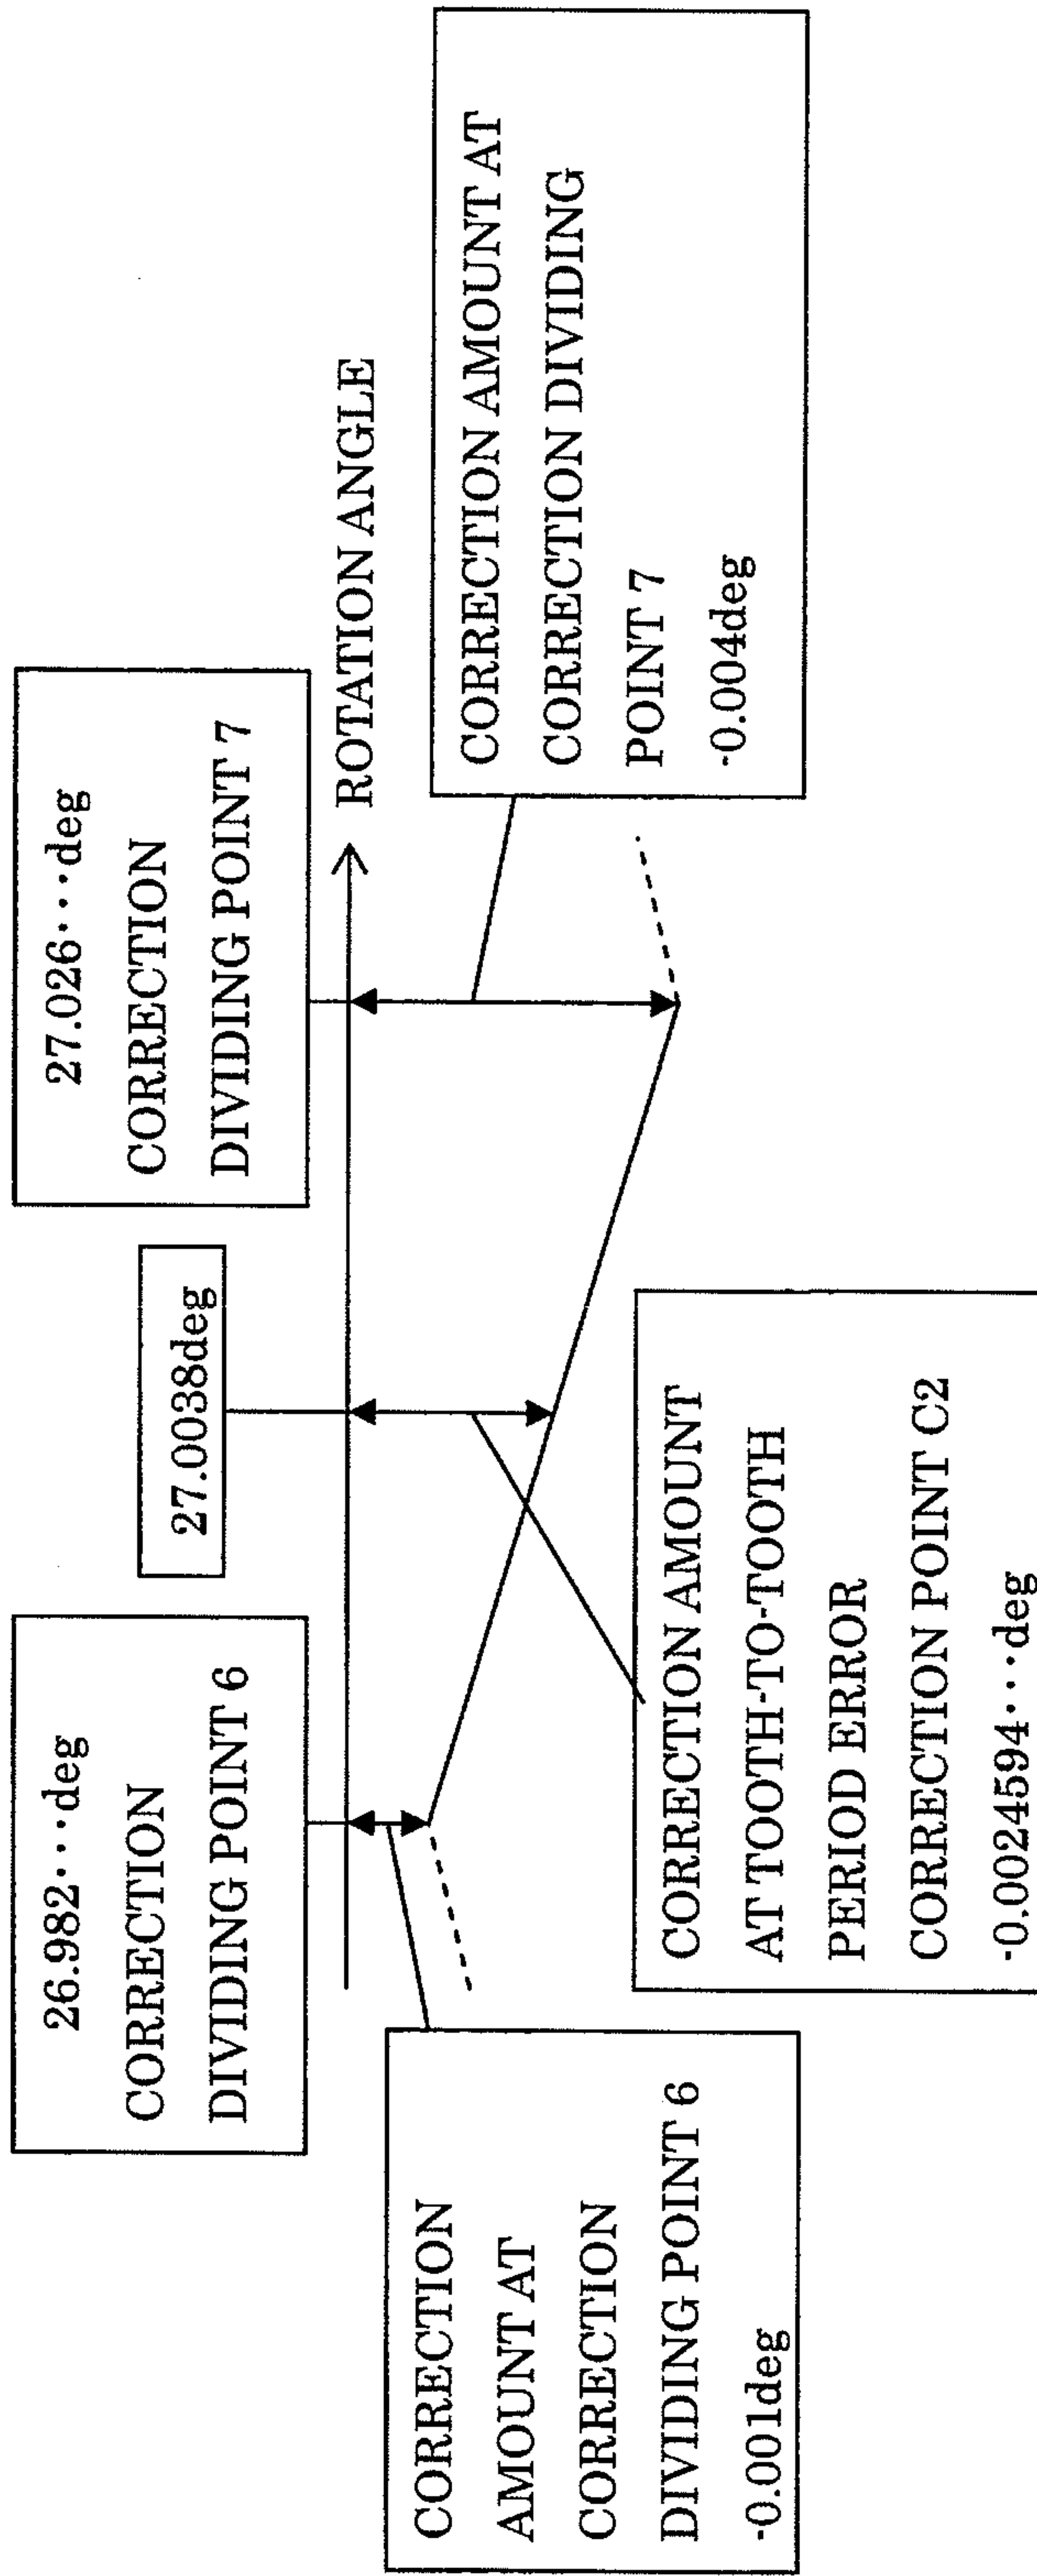 26.982···deg
CORRECTION
DIVIDING POINT 6
27.0038deg
27.026···deg
CORRECTION
DIVIDING POINT 7
ROTATION ANGLE
CORRECTION
AMOUNT AT
CORRECTION
DIVIDING POINT 6
-0.001deg
CORRECTION AMOUNT
AT TOOTH-TO-TOOTH
PERIOD ERROR
CORRECTION POINT C2
-0.0024594···deg
CORRECTION AMOUNT AT
CORRECTION DIVIDING
POINT 7
-0.004deg